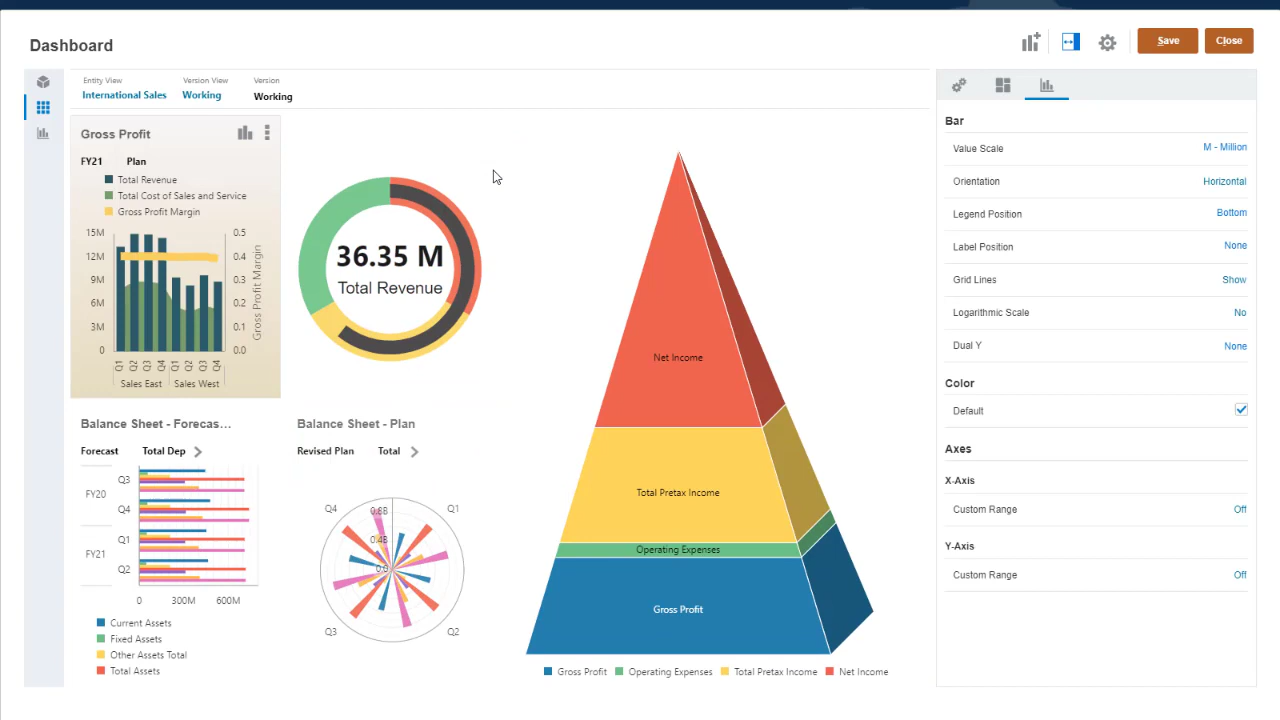 Dashboard
Save
Close
Entity View
Version View
Version
International Sales
Working
Working
Gross Profit
FY21 Plan
Total Revenue
Total Cost of Sales and Service
Gross Profit Margin
15M
12M
9M
6M
3M
0
0.5
0.4
0.3
0.2
0.1
0.0
Gross Profit Margin
Q1 Q2 Q3 Q4 Q1 Q2 Q3 Q4
Sales East Sales West
36.35 M
Total Revenue
Balance Sheet - Forecas...
Forecast Total Dep
FY20
Q3
Q4
FY21
Q1
Q2
0 300M 600M
Current Assets
Fixed Assets
Other Assets Total
Total Assets
Balance Sheet - Plan
Revised Plan Total
Q4 Q1
0.8B
0.4B
0.0
Q3 Q2
Net Income
Total Pretax Income
Operating Expenses
Gross Profit
Gross Profit Operating Expenses Total Pretax Income Net Income
Bar
Value Scale M - Million
Orientation Horizontal
Legend Position Bottom
Label Position None
Grid Lines Show
Logarithmic Scale No
Dual Y None
Color
Default
Axes
X-Axis
Custom Range Off
Y-Axis
Custom Range Off